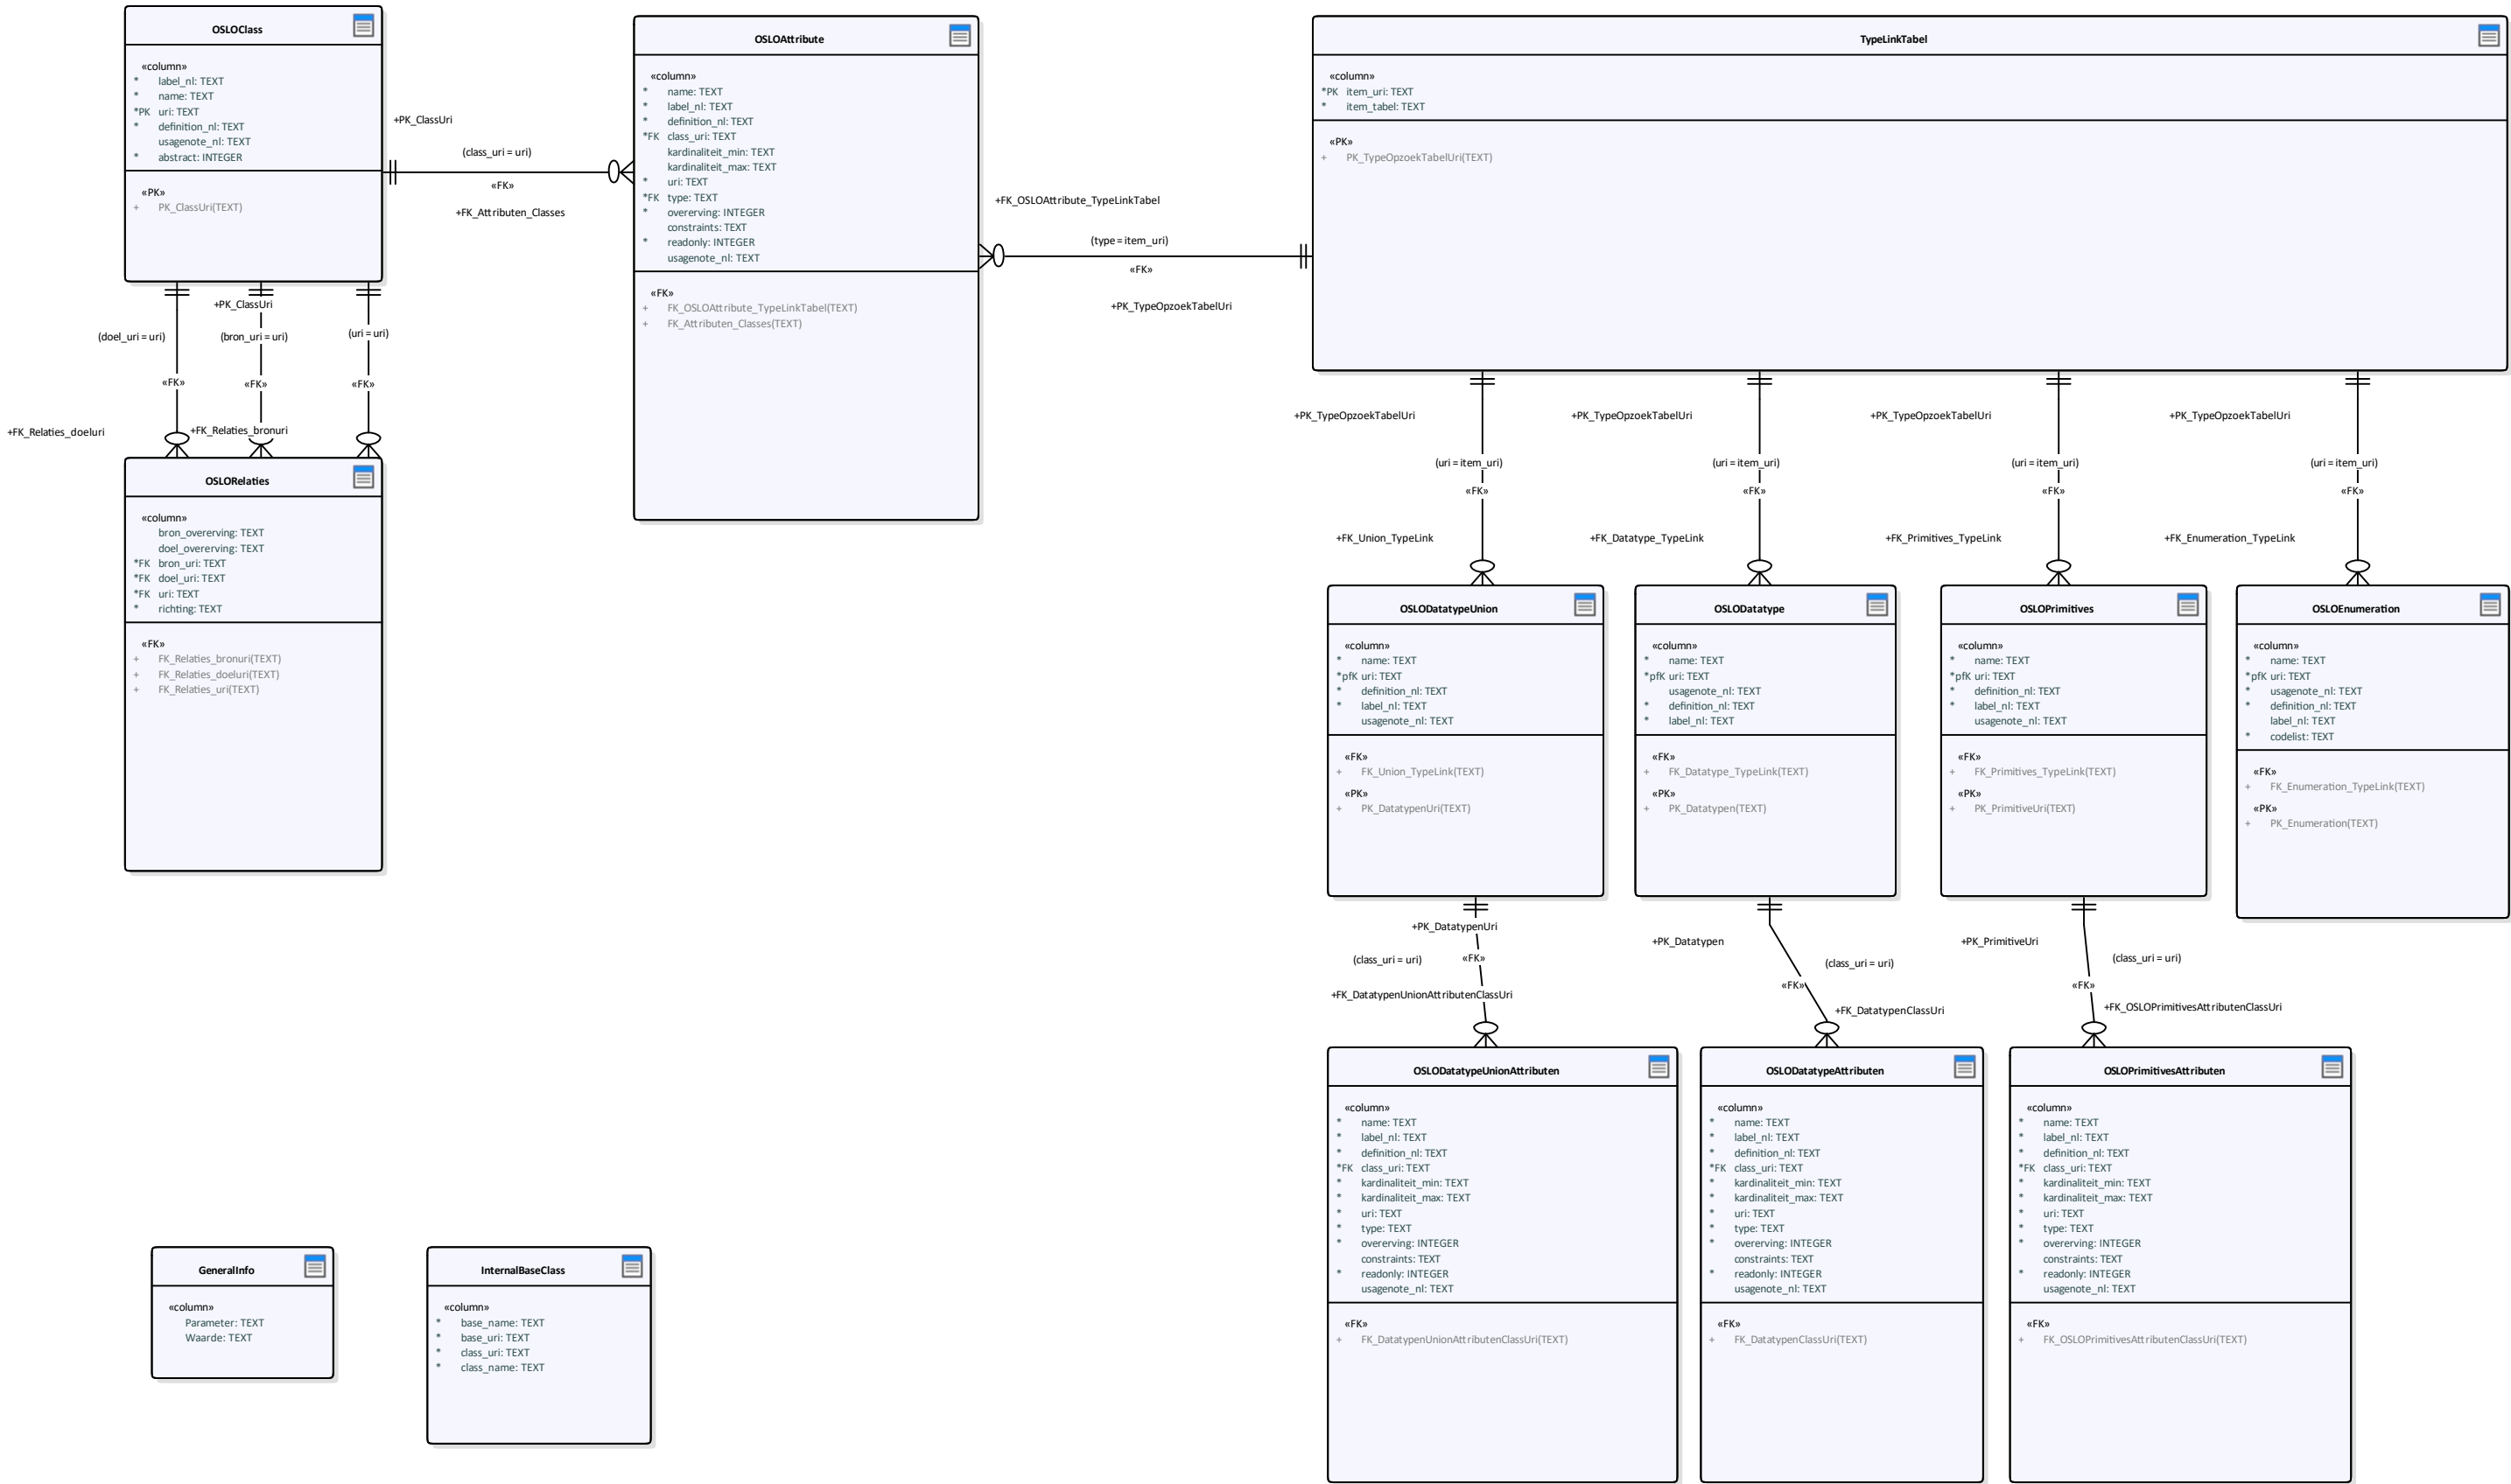 OSLOClass
«column»
* label_nl: TEXT
* name: TEXT
*PK uri: TEXT
* definition_nl: TEXT
usagenote_nl: TEXT
* abstract: INTEGER
«PK»
+ PK_ClassUri(TEXT)
+PK_ClassUri
(class_uri = uri)
«FK»
+FK_Attributen_Classes
OSLOAttribute
«column»
* name: TEXT
* label_nl: TEXT
* definition_nl: TEXT
*FK class_uri: TEXT
kardinaliteit_min: TEXT
kardinaliteit_max: TEXT
* uri: TEXT
*FK type: TEXT
* overerving: INTEGER
constraints: TEXT
* readonly: INTEGER
usagenote_nl: TEXT
«FK»
+ FK_OSLOAttribute_TypeLinkTabel(TEXT)
+ FK_Attributen_Classes(TEXT)
+FK_OSLOAttribute_TypeLinkTabel
(type = item_uri)
«FK»
+PK_TypeOpzoekTabelUri
TypeLinkTabel
«column»
*PK item_uri: TEXT
* item_tabel: TEXT
«PK»
+ PK_TypeOpzoekTabelUri(TEXT)
+PK_ClassUri
(doel_uri = uri)
(bron_uri = uri)
(uri = uri)
«FK»
«FK»
«FK»
+FK_Relaties_doeluri
+FK_Relaties_bronuri
OSLORelaties
«column»
bron_overerving: TEXT
doel_overerving: TEXT
*FK bron_uri: TEXT
*FK doel_uri: TEXT
*FK uri: TEXT
* richting: TEXT
«FK»
+ FK_Relaties_bronuri(TEXT)
+ FK_Relaties_doeluri(TEXT)
+ FK_Relaties_uri(TEXT)
+PK_TypeOpzoekTabelUri
+PK_TypeOpzoekTabelUri
+PK_TypeOpzoekTabelUri
+PK_TypeOpzoekTabelUri
(uri = item_uri)
(uri = item_uri)
(uri = item_uri)
(uri = item_uri)
«FK»
«FK»
«FK»
«FK»
+FK_Union_TypeLink
+FK_Datatype_TypeLink
+FK_Primitives_TypeLink
+FK_Enumeration_TypeLink
OSLODatatypeUnion
«column»
* name: TEXT
*pfK uri: TEXT
* definition_nl: TEXT
* label_nl: TEXT
usagenote_nl: TEXT
«FK»
+ FK_Union_TypeLink(TEXT)
«PK»
+ PK_DatatypenUri(TEXT)
OSLODatatype
«column»
* name: TEXT
*pfK uri: TEXT
usagenote_nl: TEXT
* definition_nl: TEXT
* label_nl: TEXT
«FK»
+ FK_Datatype_TypeLink(TEXT)
«PK»
+ PK_Datatypen(TEXT)
OSLOPrimitives
«column»
* name: TEXT
*pfK uri: TEXT
* definition_nl: TEXT
* label_nl: TEXT
usagenote_nl: TEXT
«FK»
+ FK_Primitives_TypeLink(TEXT)
«PK»
+ PK_PrimitiveUri(TEXT)
OSLOEnumeration
«column»
* name: TEXT
*pfK uri: TEXT
* usagenote_nl: TEXT
* definition_nl: TEXT
label_nl: TEXT
* codelist: TEXT
«FK»
+ FK_Enumeration_TypeLink(TEXT)
«PK»
+ PK_Enumeration(TEXT)
+PK_DatatypenUri
(class_uri = uri)
«FK»
+FK_DatatypenUnionAttributenClassUri
+PK_Datatypen
(class_uri = uri)
«FK»
+FK_DatatypenClassUri
+PK_PrimitiveUri
(class_uri = uri)
«FK»
+FK_OSLOPrimitivesAttributenClassUri
OSLODatatypeUnionAttributen
«column»
* name: TEXT
* label_nl: TEXT
* definition_nl: TEXT
*FK class_uri: TEXT
* kardinaliteit_min: TEXT
* kardinaliteit_max: TEXT
* uri: TEXT
* type: TEXT
* overerving: INTEGER
constraints: TEXT
* readonly: INTEGER
usagenote_nl: TEXT
«FK»
+ FK_DatatypenUnionAttributenClassUri(TEXT)
OSLODatatypeAttributen
«column»
* name: TEXT
* label_nl: TEXT
* definition_nl: TEXT
*FK class_uri: TEXT
* kardinaliteit_min: TEXT
* kardinaliteit_max: TEXT
* uri: TEXT
* type: TEXT
* overerving: INTEGER
constraints: TEXT
* readonly: INTEGER
usagenote_nl: TEXT
«FK»
+ FK_DatatypenClassUri(TEXT)
OSLOPrimitivesAttributen
«column»
* name: TEXT
* label_nl: TEXT
* definition_nl: TEXT
*FK class_uri: TEXT
* kardinaliteit_min: TEXT
* kardinaliteit_max: TEXT
* uri: TEXT
* type: TEXT
* overerving: INTEGER
constraints: TEXT
* readonly: INTEGER
usagenote_nl: TEXT
«FK»
+ FK_OSLOPrimitivesAttributenClassUri(TEXT)
GeneralInfo
«column»
Parameter: TEXT
Waarde: TEXT
InternalBaseClass
«column»
* base_name: TEXT
* base_uri: TEXT
* class_uri: TEXT
* class_name: TEXT